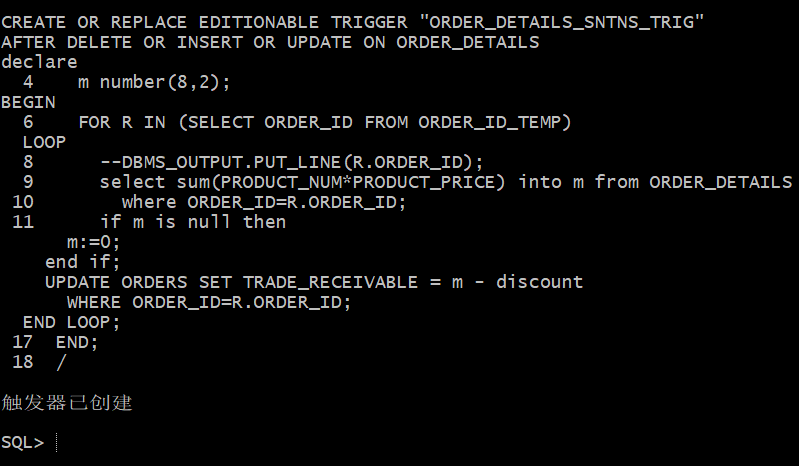 CREATE OR REPLACE EDITIONABLE TRIGGER "ORDER_DETAILS_SNTNS_TRIG"
AFTER DELETE OR INSERT OR UPDATE ON ORDER_DETAILS
declare
  4    m number(8,2);
BEGIN
  6    FOR R IN (SELECT ORDER_ID FROM ORDER_ID_TEMP)
  LOOP
  8      --DBMS_OUTPUT.PUT_LINE(R.ORDER_ID);
  9      select sum(PRODUCT_NUM*PRODUCT_PRICE) into m from ORDER_DETAILS
 10        where ORDER_ID=R.ORDER_ID;
 11      if m is null then
      m:=0;
    end if;
    UPDATE ORDERS SET TRADE_RECEIVABLE = m - discount
      WHERE ORDER_ID=R.ORDER_ID;
  END LOOP;
 17  END;
 18  /
触发器已创建
SQL>